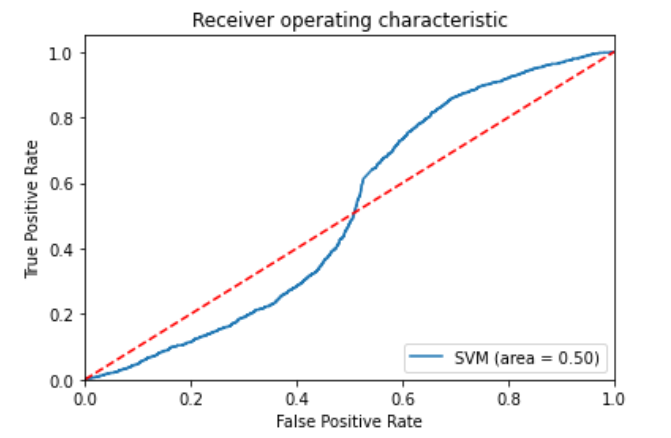 Receiver operating characteristic
True Positive Rate
1.0
0.8
0.6
0.4
0.2
0.0
SVM (area = 0.50)
0.0 0.2 0.4 0.6 0.8 1.0
False Positive Rate